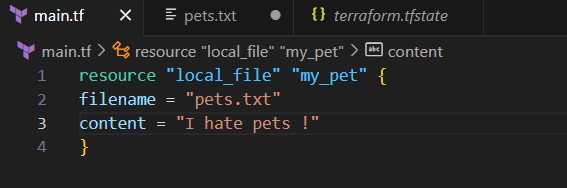 main.tf
pets.txt
terraform.tfstate
main.tf > resource "local_file" "my_pet" > abc content
1 resource "local_file" "my_pet" {
2 filename = "pets.txt"
3 content = "I hate pets !"
4 }